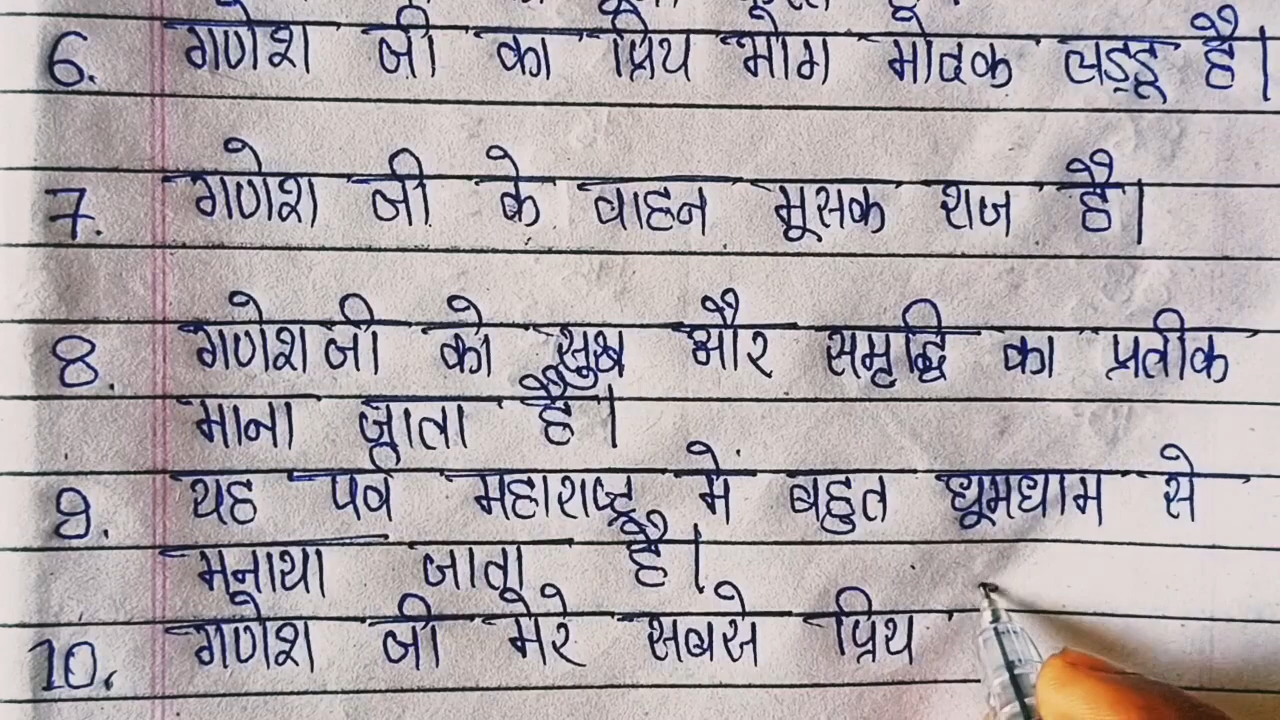 6. गणेश जी का प्रिय भोग मोदक लड्डू है।
7. गणेश जी के वाहन मूसक राज है।
8. गणेश जी को सुख और समृद्धि का प्रतीक
माना जाता है।
9. यह पर्व महाराष्ट्र में बहुत धूमधाम से
मनाया जाता है।
10. गणेश जी मेरे सबसे प्रिय